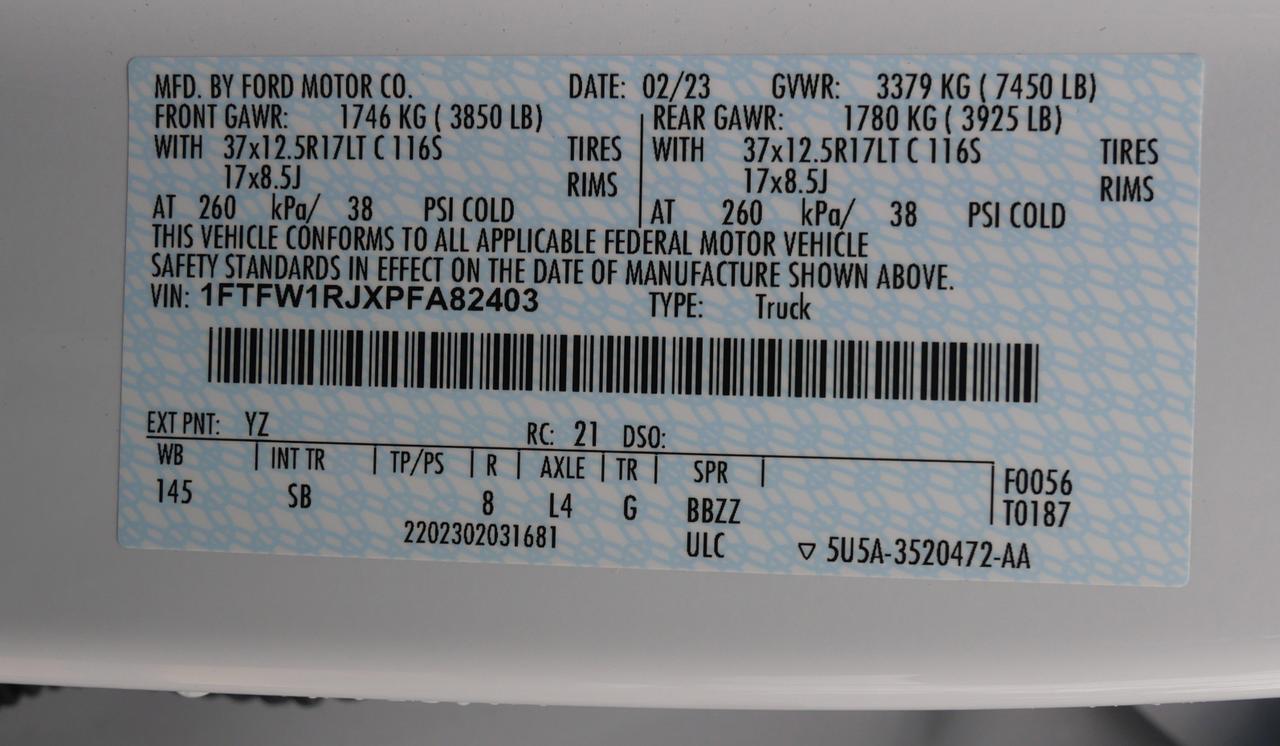 MFD. BY FORD MOTOR CO. DATE: 02/23 GVWR: 3379 KG ( 7450 LB)
FRONT GAWR: 1746 KG ( 3850 LB) REAR GAWR: 1780 KG ( 3925 LB)
WITH 37x12.5R17LT C 116S TIRES WITH 37x12.5R17LT C 116S TIRES
17x8.5J RIMS 17x8.5J RIMS
AT 260 kPa/ 38 PSI COLD AT 260 kPa/ 38 PSI COLD
THIS VEHICLE CONFORMS TO ALL APPLICABLE FEDERAL MOTOR VEHICLE
SAFETY STANDARDS IN EFFECT ON THE DATE OF MANUFACTURE SHOWN ABOVE.
VIN: 1FTFW1RJXPFA82403 TYPE: Truck
EXT PNT: YZ RC: 21 DSO:
WB INT TR TP/PS R AXLE TR SPR F0056
145 SB 8 L4 G BBZZ T0187
2202302031681 ULC ▽ 5U5A-3520472-AA